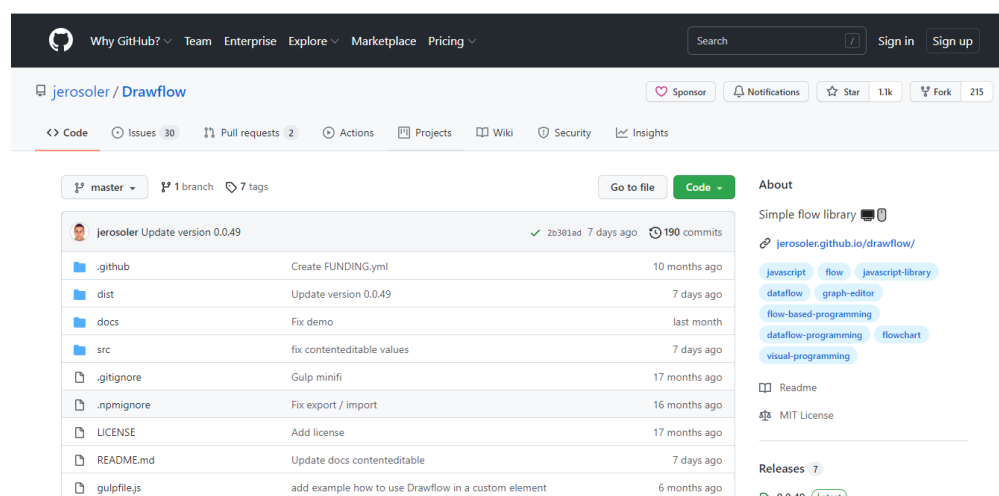 Why GitHub? Team Enterprise Explore Marketplace Pricing Search / Sign in Sign up
jerosoler / Drawflow Sponsor Notifications Star 1.1k Fork 215
<> Code Issues 30 Pull requests 2 Actions Projects Wiki Security Insights
master 1 branch 7 tags Go to file Code
jerosoler Update version 0.0.49 2b301ad 7 days ago 190 commits
.github Create FUNDING.yml 10 months ago
dist Update version 0.0.49 7 days ago
docs Fix demo last month
src fix contenteditable values 7 days ago
.gitignore Gulp minifi 17 months ago
.npmignore Fix export / import 16 months ago
LICENSE Add license 17 months ago
README.md Update docs contenteditable 7 days ago
gulpfile.js add example how to use Drawflow in a custom element 6 months ago
About
Simple flow library
jerosoler.github.io/drawflow/
javascript flow javascript-library
dataflow graph-editor
flow-based-programming
dataflow-programming flowchart
visual-programming
Readme
MIT License
Releases 7
0.0.49 Latest